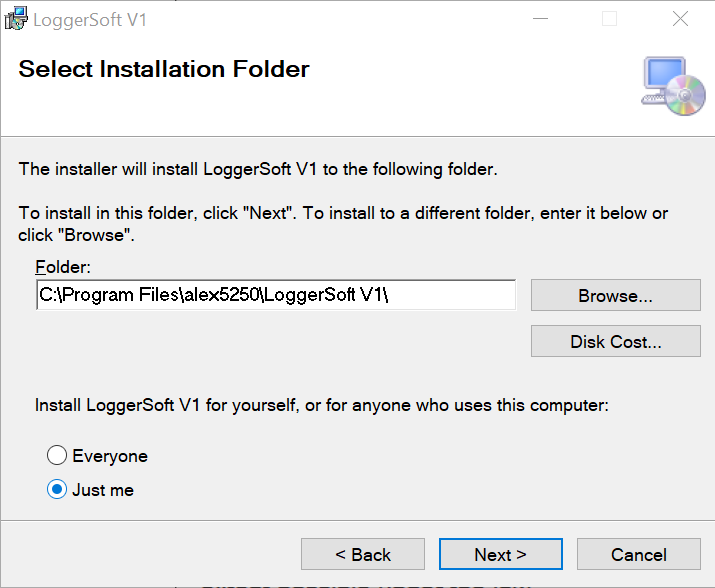 LoggerSoft V1
Select Installation Folder
The installer will install LoggerSoft V1 to the following folder.
To install in this folder, click "Next". To install to a different folder, enter it below or
click "Browse".
Folder:
C:\Program Files\alex5250\LoggerSoft V1\
Browse...
Disk Cost...
Install LoggerSoft V1 for yourself, or for anyone who uses this computer:
Everyone
Just me
< Back
Next >
Cancel